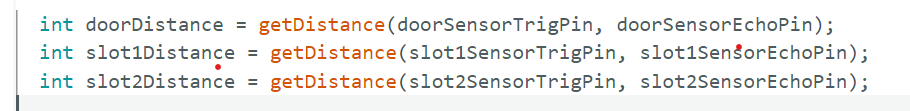 int doorDistance = getDistance(doorSensorTrigPin, doorSensorEchoPin);
int slot1Distance = getDistance(slot1SensorTrigPin, slot1SensorEchoPin);
int slot2Distance = getDistance(slot2SensorTrigPin, slot2SensorEchoPin);